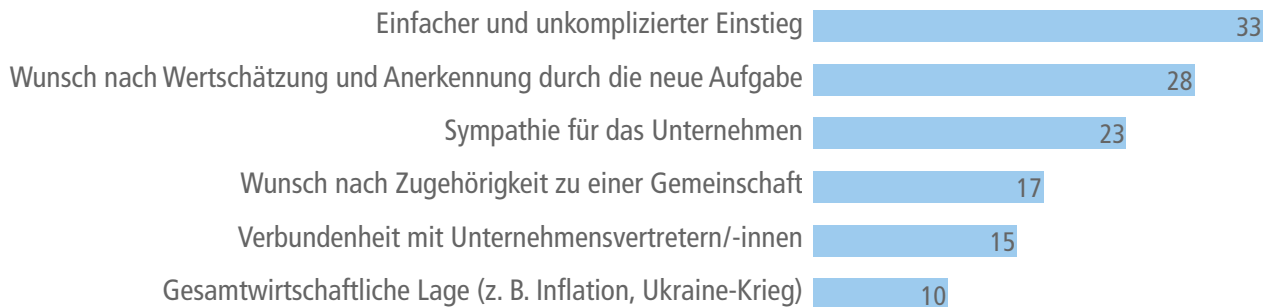 Einfacher und unkomplizierter Einstieg 33
Wunsch nach Wertschätzung und Anerkennung durch die neue Aufgabe 28
Sympathie für das Unternehmen 23
Wunsch nach Zugehörigkeit zu einer Gemeinschaft 17
Verbundenheit mit Unternehmensvertretern/-innen 15
Gesamtwirtschaftliche Lage (z. B. Inflation, Ukraine-Krieg) 10